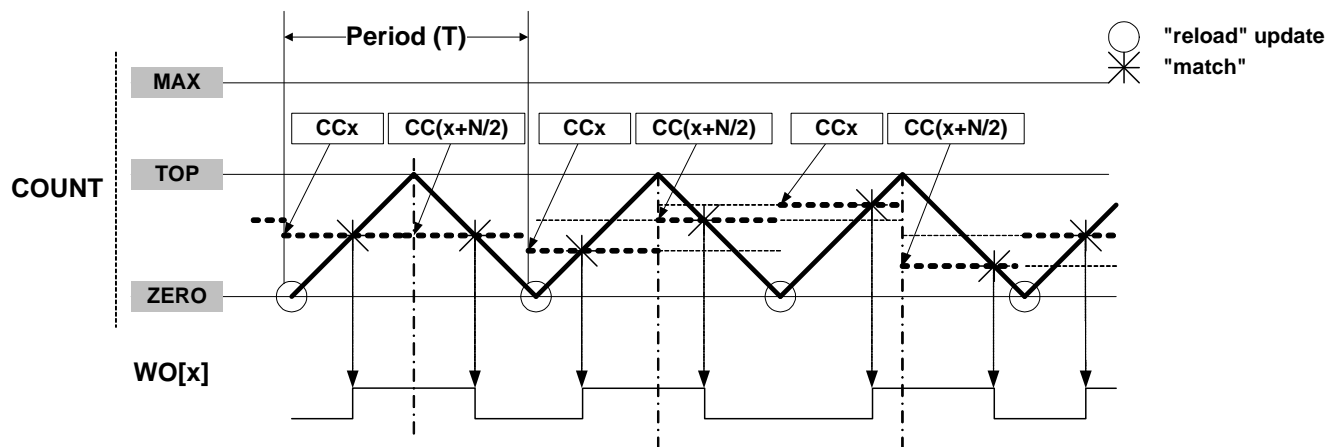 Period (T)
"reload" update
"match"
MAX
CCx
CC(x+N/2)
CCx
CC(x+N/2)
CCx
CC(x+N/2)
TOP
COUNT
ZERO
WO[x]